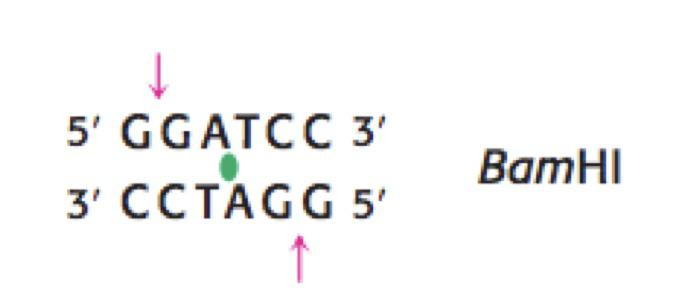 5′ GGATCC 3′
BamHI
3′ CCTAGG 5′